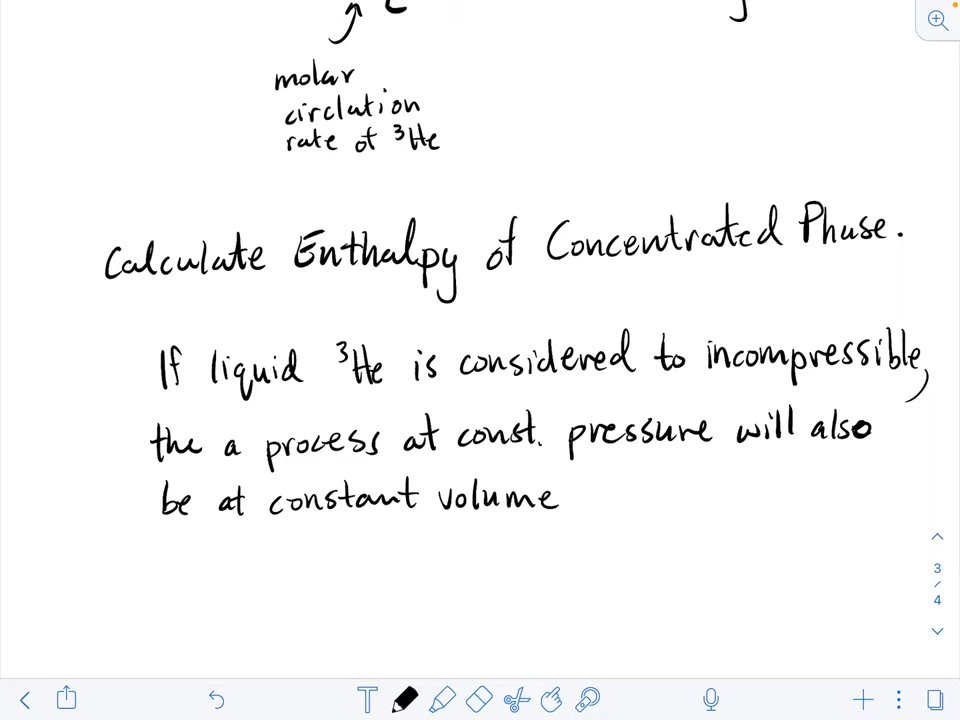 molar
circlation
rate of ³He
Calculate Enthalpy of Concentrated Phase.
If liquid ³He is considered to incompressible,
the a process at const. pressure will also
be at constant volume
3
/
4
T